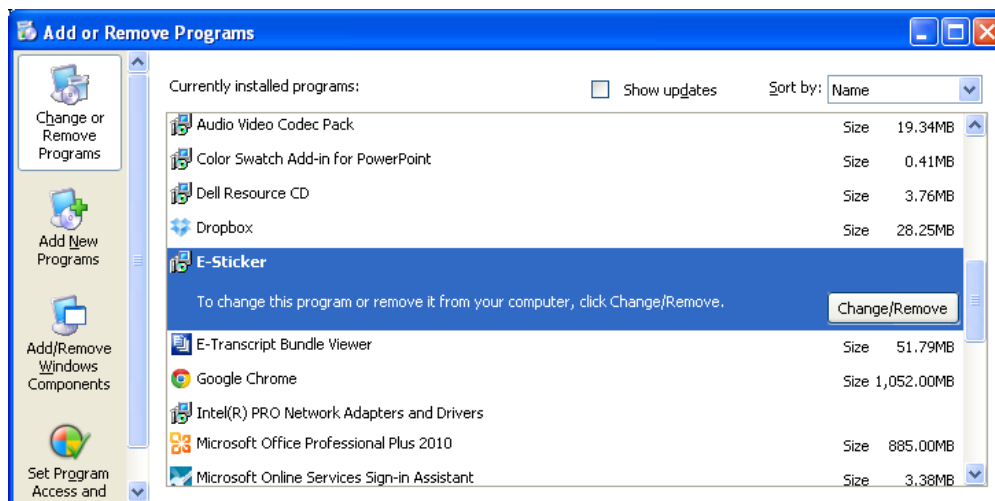 Add or Remove Programs
Change or
Remove
Programs
Add New
Programs
Add/Remove
Windows
Components
Set Program
Access and
Currently installed programs:
Show updates
Sort by: Name
Audio Video Codec Pack Size 19.34MB
Color Swatch Add-in for PowerPoint Size 0.41MB
Dell Resource CD Size 3.76MB
Dropbox Size 28.25MB
E-Sticker
To change this program or remove it from your computer, click Change/Remove. Change/Remove
E-Transcript Bundle Viewer Size 51.79MB
Google Chrome Size 1,052.00MB
Intel(R) PRO Network Adapters and Drivers
Microsoft Office Professional Plus 2010 Size 885.00MB
Microsoft Online Services Sign-in Assistant Size 3.38MB